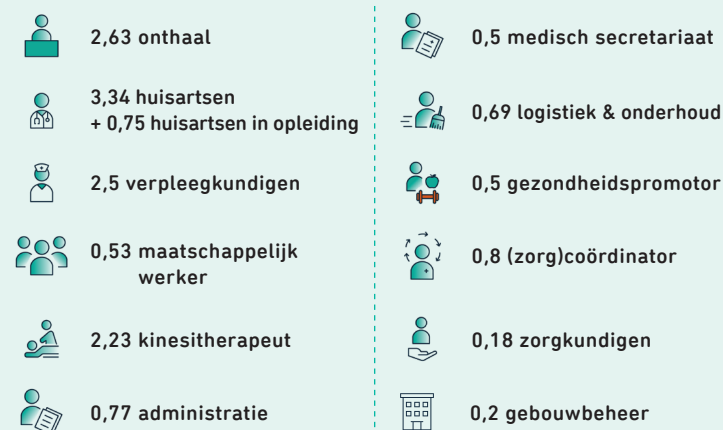 2,63 onthaal
3,34 huisartsen
+ 0,75 huisartsen in opleiding
2,5 verpleegkundigen
0,53 maatschappelijk
werker
2,23 kinesitherapeut
0,77 administratie
0,5 medisch secretariaat
0,69 logistiek & onderhoud
0,5 gezondheidspromotor
0,8 (zorg)coördinator
0,18 zorgkundigen
0,2 gebouwbeheer